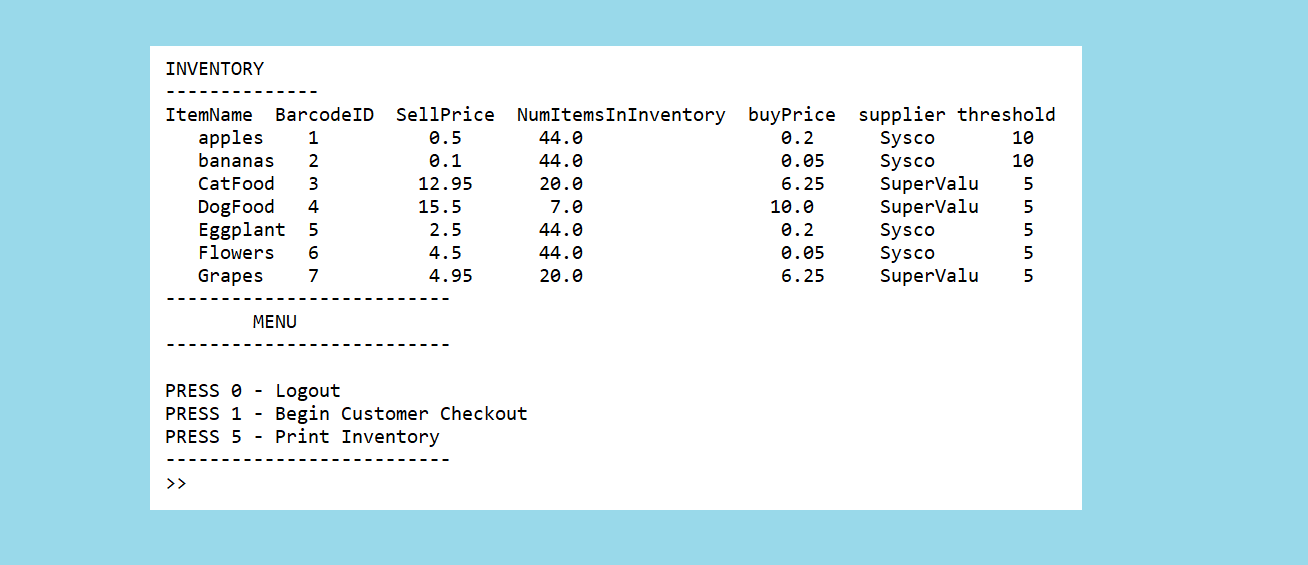 INVENTORY
--------------
ItemName  BarcodeID  SellPrice  NumItemsInInventory  buyPrice  supplier threshold
   apples    1          0.5       44.0                  0.2      Sysco       10
   bananas   2          0.1       44.0                  0.05     Sysco       10
   CatFood   3         12.95      20.0                  6.25     SuperValu    5
   DogFood   4         15.5        7.0                 10.0      SuperValu    5
   Eggplant  5          2.5       44.0                  0.2      Sysco        5
   Flowers   6          4.5       44.0                  0.05     Sysco        5
   Grapes    7          4.95      20.0                  6.25     SuperValu    5
--------------------------
        MENU
--------------------------
PRESS 0 - Logout
PRESS 1 - Begin Customer Checkout
PRESS 5 - Print Inventory
--------------------------
>>